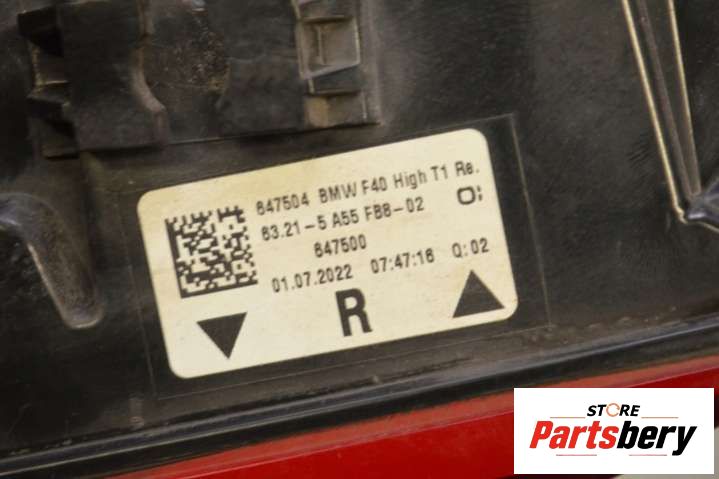 847504 BMW F40 High T1 Re.
63.21-5 A55 FB8-02
847500
01.07.2022 07:47:16 Q:02
R
STORE
Partsbery